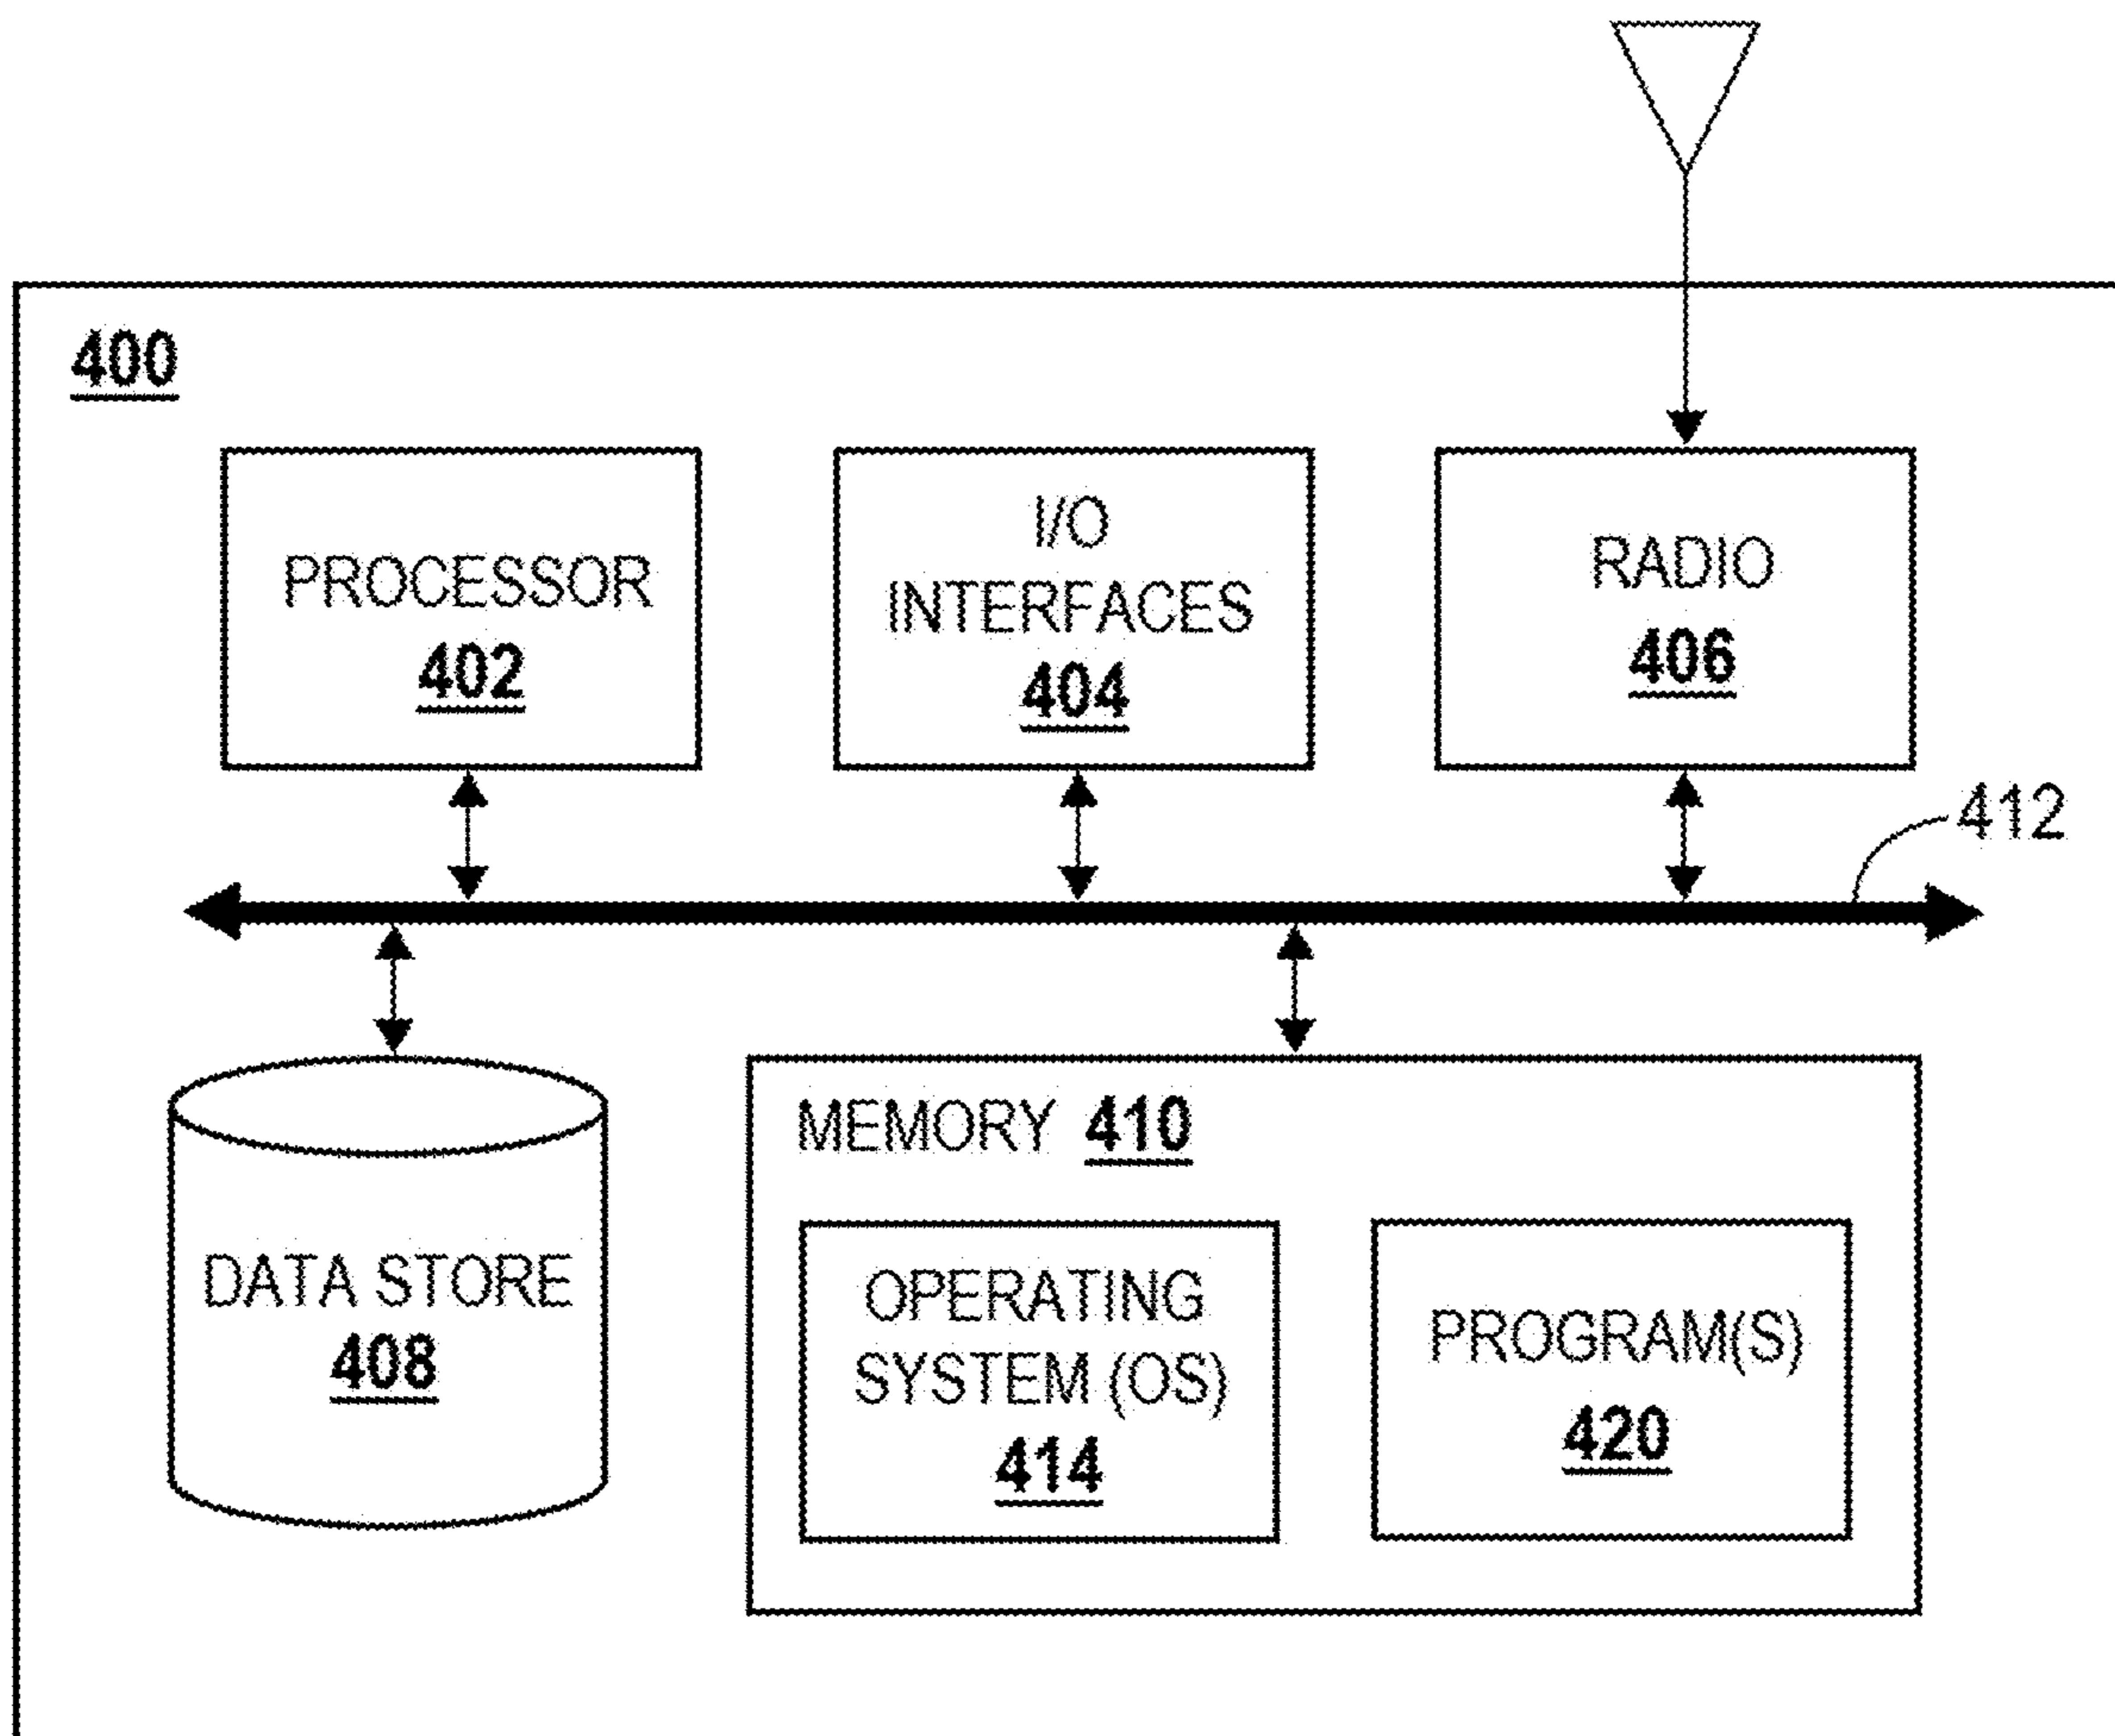 400
PROCESSOR
402
I/O
INTERFACES
404
RADIO
406
412
DATA STORE
408
MEMORY 410
OPERATING
SYSTEM (OS)
414
PROGRAM(S)
420